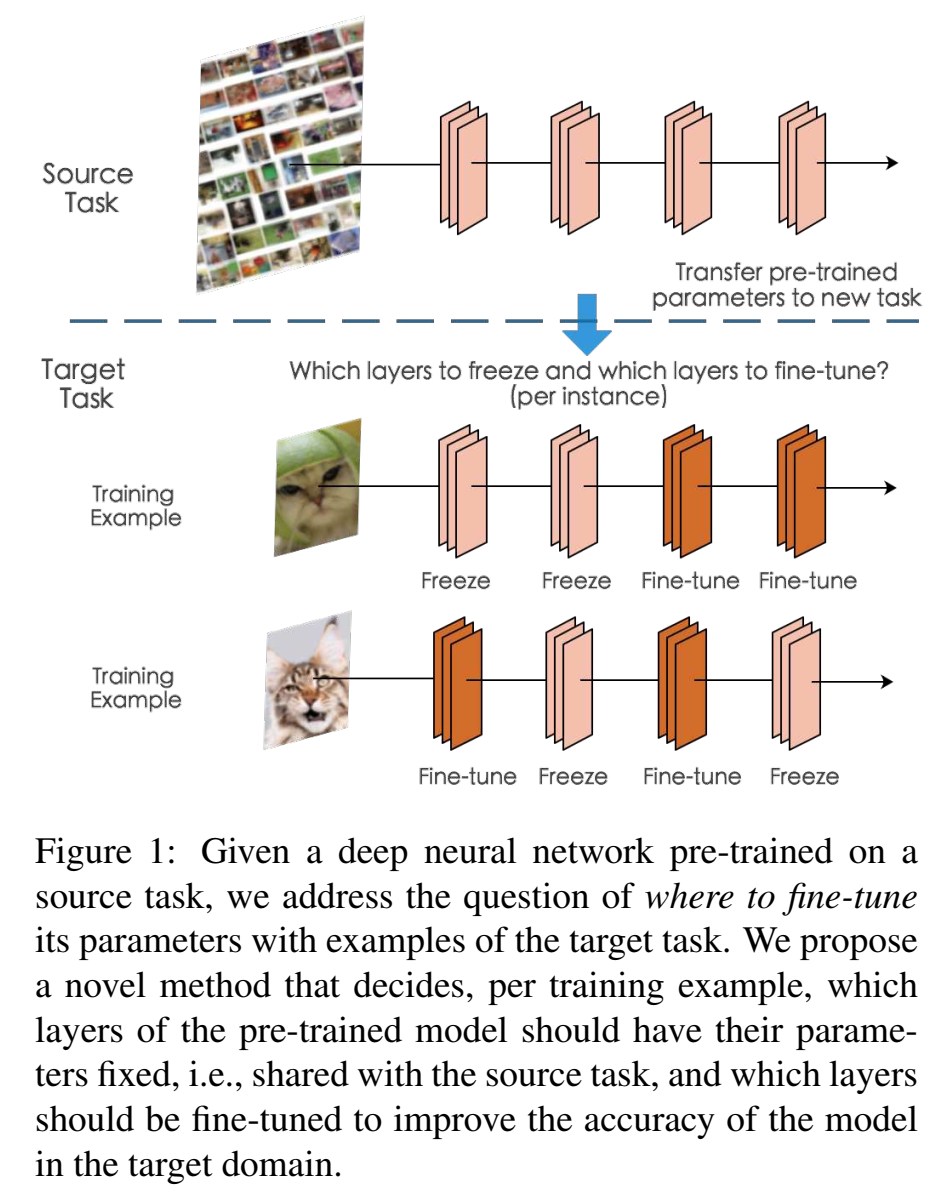 Source
Task
Transfer pre-trained
parameters to new task
Target
Task
Which layers to freeze and which layers to fine-tune?
(per instance)
Training
Example
Freeze Freeze Fine-tune Fine-tune
Training
Example
Fine-tune Freeze Fine-tune Freeze
Figure 1: Given a deep neural network pre-trained on a
source task, we address the question of where to fine-tune
its parameters with examples of the target task. We propose
a novel method that decides, per training example, which
layers of the pre-trained model should have their parame-
ters fixed, i.e., shared with the source task, and which layers
should be fine-tuned to improve the accuracy of the model
in the target domain.